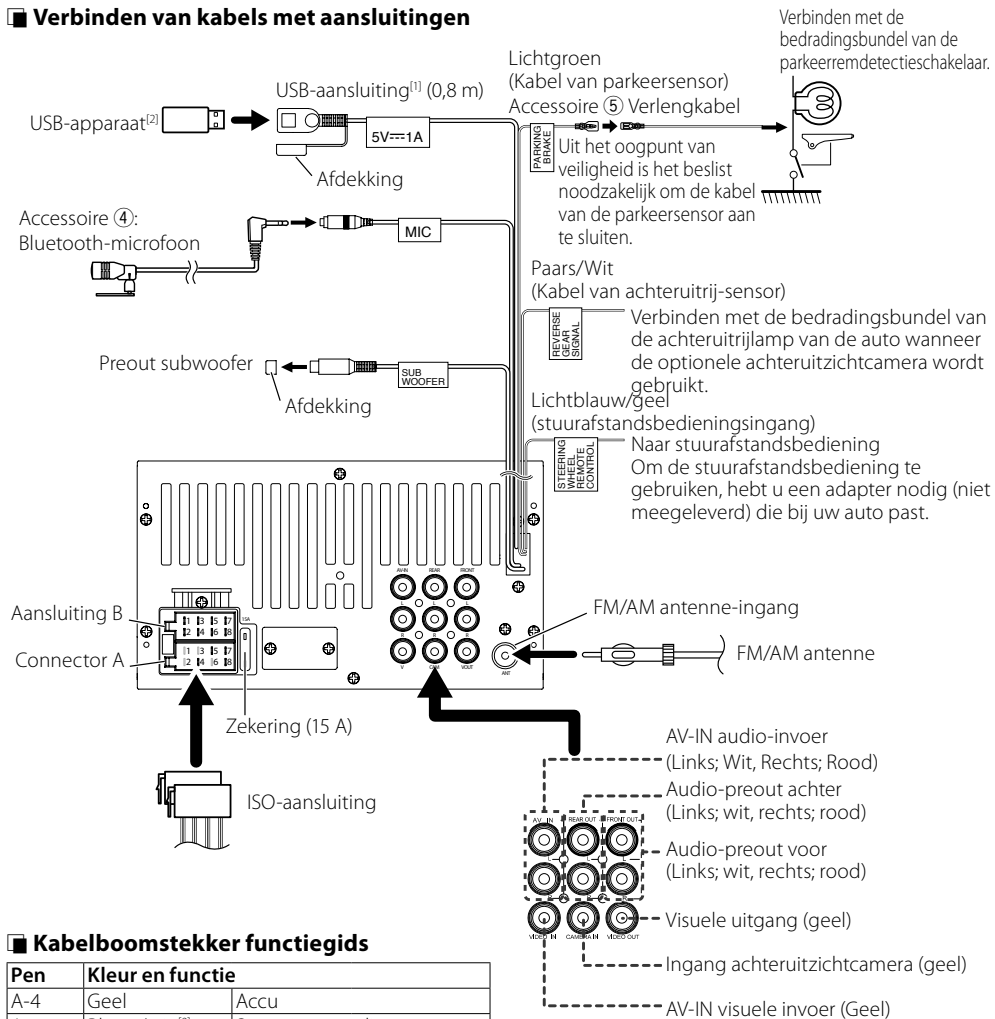 Verbinden van kabels met aansluitingen
Verbinden met de
bedradingsbundel van de
parkeerremdetectieschakelaar.
Lichtgroen
(Kabel van parkeersensor)
Accessoire ⑤ Verlengkabel
PARKING
BRAKE
Uit het oogpunt van
veiligheid is het beslist
noodzakelijk om de kabel
van de parkeersensor aan
te sluiten.
USB-aansluiting[1] (0,8 m)
USB-apparaat[2]
5V⎓1A
Afdekking
Accessoire ④:
Bluetooth-microfoon
MIC
Paars/Wit
(Kabel van achteruitrij-sensor)
REVERSE
GEAR
SIGNAL
Verbinden met de bedradingsbundel van
de achteruitrijlamp van de auto wanneer
de optionele achteruitzichtcamera wordt
gebruikt.
Preout subwoofer
SUB
WOOFER
Afdekking
Lichtblauw/geel
(stuurafstandsbedieningsingang)
STEERING
WHEEL
REMOTE
CONTROL
Naar stuurafstandsbediening
Om de stuurafstandsbediening te
gebruiken, hebt u een adapter nodig (niet
meegeleverd) die bij uw auto past.
AV-IN REAR FRONT
L L L
R R R
V CAM VOUT
ANT
15A
1 3 5 7
2 4 6 8
1 3 5 7
2 4 6 8
Aansluiting B
Connector A
Zekering (15 A)
ISO-aansluiting
FM/AM antenne-ingang
FM/AM antenne
AV IN REAR OUT FRONT OUT
L L L
R R R
VIDEO IN CAMERA IN VIDEO OUT
AV-IN audio-invoer
(Links; Wit, Rechts; Rood)
Audio-preout achter
(Links; wit, rechts; rood)
Audio-preout voor
(Links; wit, rechts; rood)
Visuele uitgang (geel)
Ingang achteruitzichtcamera (geel)
AV-IN visuele invoer (Geel)
Kabelboomstekker functiegids
Pen Kleur en functie
A-4 Geel Accu